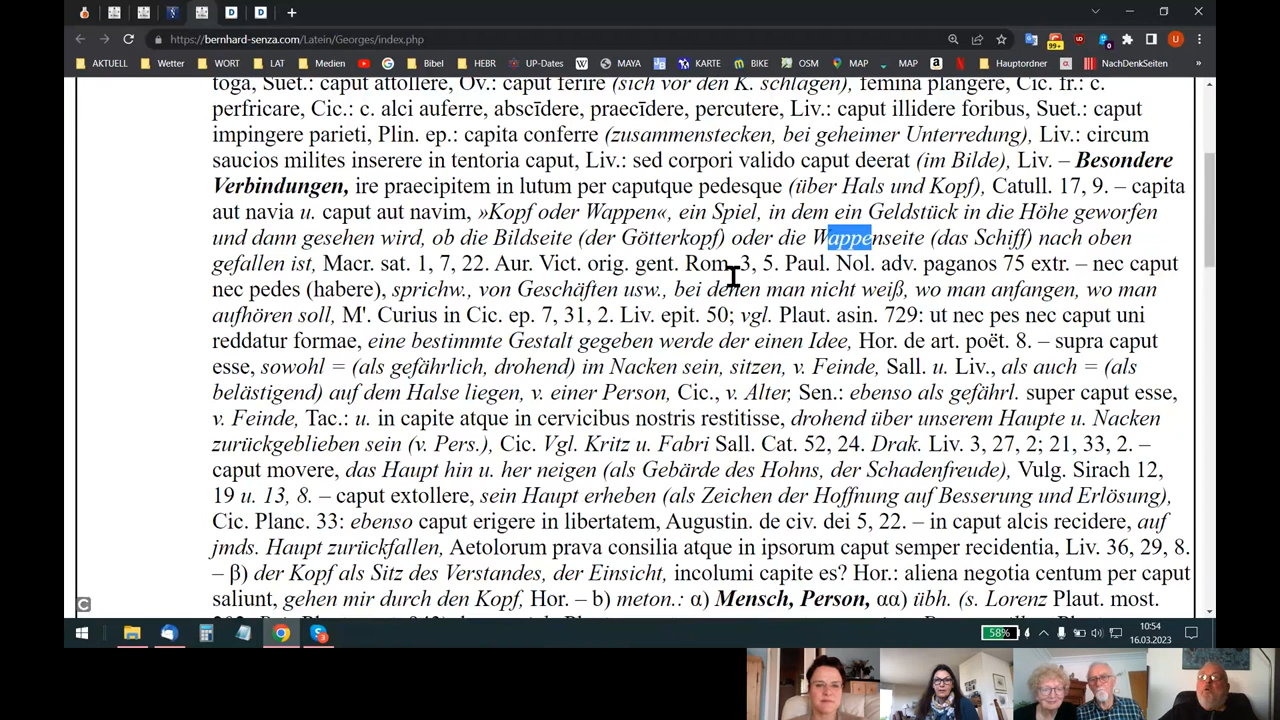 https://bernhard-senza.com/Latein/Georges/index.php
99+
0
AKTUELL Wetter WORT LAT Medien Bibel HEBR UP-Dates MAYA KARTE BIKE OSM MAP MAP Hauptordner NachDenkSeiten
toga, Suet.: caput attollere, Ov.: caput ferire (sich vor den K. schlagen), femina plangere, Cic. fr.: c.
perfricare, Cic.: c. alci auferre, abscīdere, praecīdere, percutere, Liv.: caput illidere foribus, Suet.: caput
impingere parieti, Plin. ep.: capita conferre (zusammenstecken, bei geheimer Unterredung), Liv.: circum
saucios milites inserere in tentoria caput, Liv.: sed corpori valido caput deerat (im Bilde), Liv. – Besondere
Verbindungen, ire praecipitem in lutum per caputque pedesque (über Hals und Kopf), Catull. 17, 9. – capita
aut navia u. caput aut navim, »Kopf oder Wappen«, ein Spiel, in dem ein Geldstück in die Höhe geworfen
und dann gesehen wird, ob die Bildseite (der Götterkopf) oder die Wappenseite (das Schiff) nach oben
gefallen ist, Macr. sat. 1, 7, 22. Aur. Vict. orig. gent. Rom. 3, 5. Paul. Nol. adv. paganos 75 extr. – nec caput
nec pedes (habere), sprichw., von Geschäften usw., bei denen man nicht weiß, wo man anfangen, wo man
aufhören soll, M'. Curius in Cic. ep. 7, 31, 2. Liv. epit. 50; vgl. Plaut. asin. 729: ut nec pes nec caput uni
reddatur formae, eine bestimmte Gestalt gegeben werde der einen Idee, Hor. de art. poët. 8. – supra caput
esse, sowohl = (als gefährlich, drohend) im Nacken sein, sitzen, v. Feinde, Sall. u. Liv., als auch = (als
belästigend) auf dem Halse liegen, v. einer Person, Cic., v. Alter, Sen.: ebenso als gefährl. super caput esse,
v. Feinde, Tac.: u. in capite atque in cervicibus nostris restitisse, drohend über unserem Haupte u. Nacken
zurückgeblieben sein (v. Pers.), Cic. Vgl. Kritz u. Fabri Sall. Cat. 52, 24. Drak. Liv. 3, 27, 2; 21, 33, 2. –
caput movere, das Haupt hin u. her neigen (als Gebärde des Hohns, der Schadenfreude), Vulg. Sirach 12,
19 u. 13, 8. – caput extollere, sein Haupt erheben (als Zeichen der Hoffnung auf Besserung und Erlösung),
Cic. Planc. 33: ebenso caput erigere in libertatem, Augustin. de civ. dei 5, 22. – in caput alcis recidere, auf
jmds. Haupt zurückfallen, Aetolorum prava consilia atque in ipsorum caput semper recidentia, Liv. 36, 29, 8.
– β) der Kopf als Sitz des Verstandes, der Einsicht, incolumi capite es? Hor.: aliena negotia centum per caput
saliunt, gehen mir durch den Kopf, Hor. – b) meton.: α) Mensch, Person, αα) übh. (s. Lorenz Plaut. most.
58%
10:54
16.03.2023